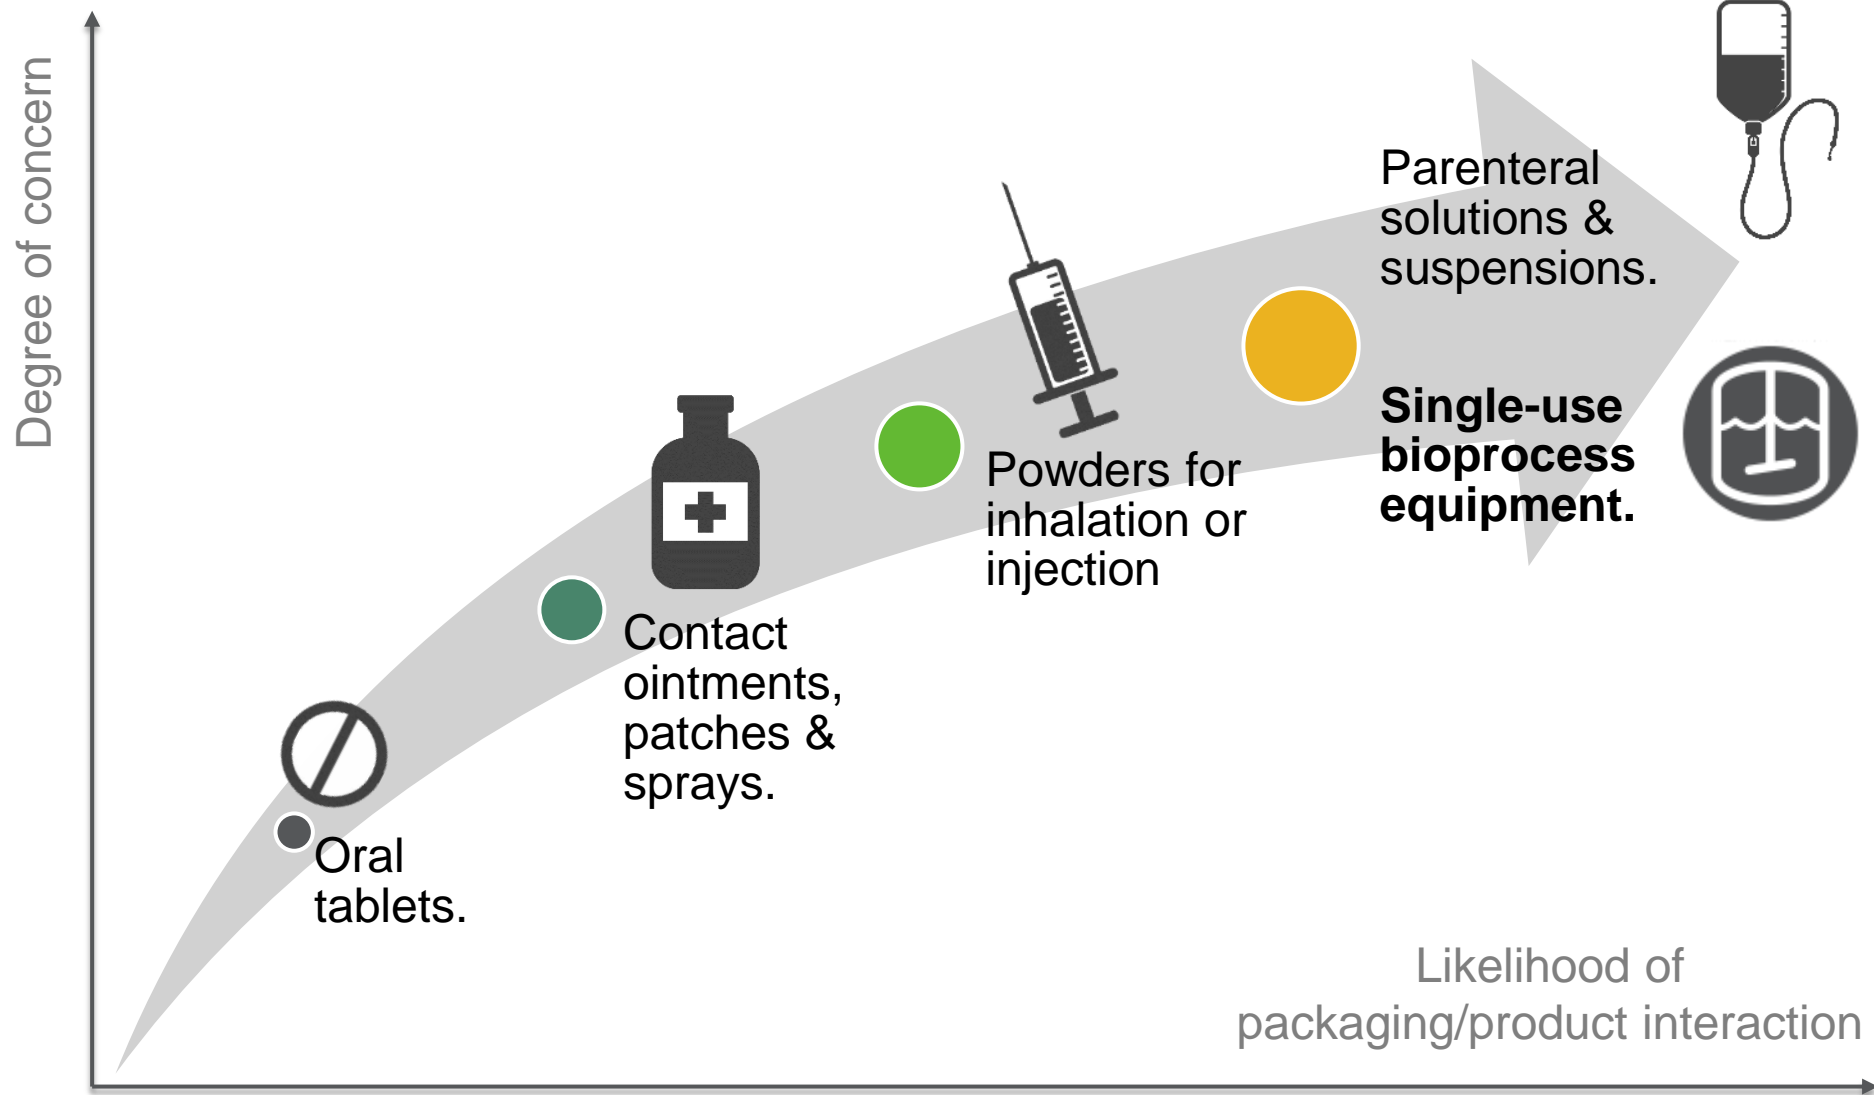 Degree of concern
Parenteral
solutions &
suspensions.
Single-use
bioprocess
equipment.
Powders for
inhalation or
injection
Contact
ointments,
patches &
sprays.
Oral
tablets.
Likelihood of
packaging/product interaction